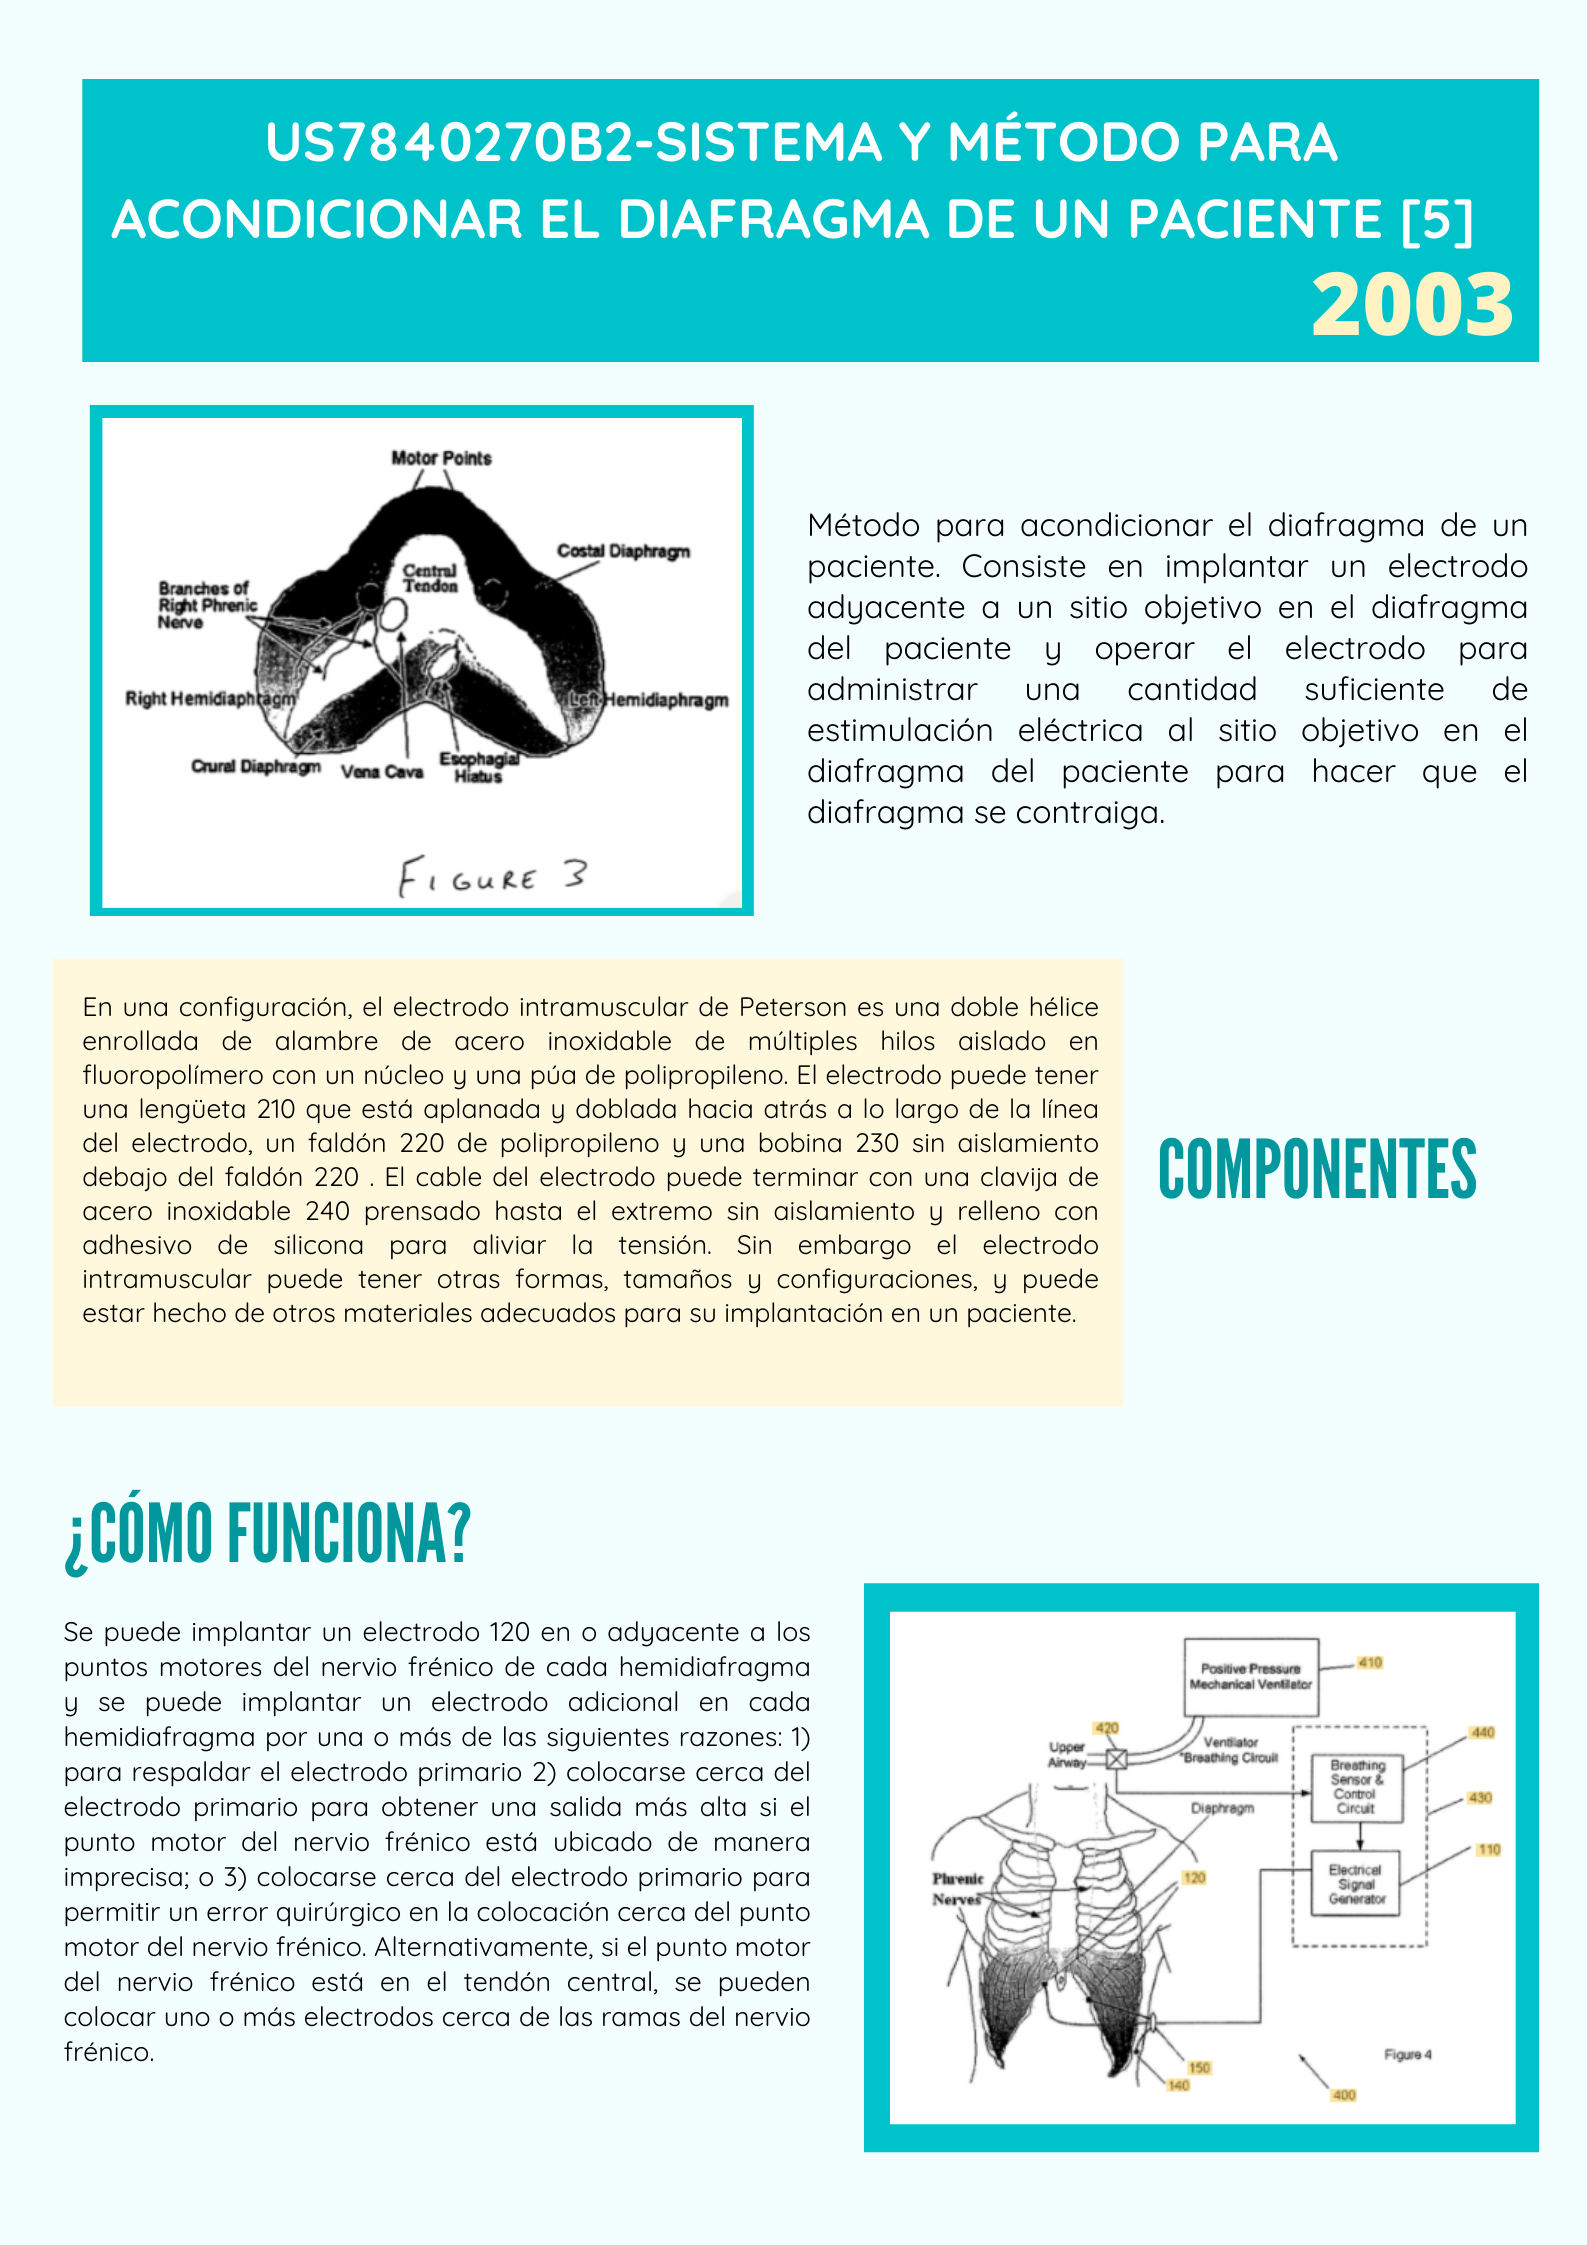 US7840270B2-SISTEMA Y MÉTODO PARA
ACONDICIONAR EL DIAFRAGMA DE UN PACIENTE [5]
2003
Motor Points
Costal Diaphragm
Central
Tendon
Branches of
Right Phrenic
Nerve
Right Hemidiaphragm
Left Hemidiaphragm
Crural Diaphragm
Vena Cava
Esophagial
Hiatus
FIGURE 3
Método para acondicionar el diafragma de un
paciente. Consiste en implantar un electrodo
adyacente a un sitio objetivo en el diafragma
del paciente y operar el electrodo para
administrar una cantidad suficiente de
estimulación eléctrica al sitio objetivo en el
diafragma del paciente para hacer que el
diafragma se contraiga.
En una configuración, el electrodo intramuscular de Peterson es una doble hélice
enrollada de alambre de acero inoxidable de múltiples hilos aislado en
fluoropolímero con un núcleo y una púa de polipropileno. El electrodo puede tener
una lengüeta 210 que está aplanada y doblada hacia atrás a lo largo de la línea
del electrodo, un faldón 220 de polipropileno y una bobina 230 sin aislamiento
debajo del faldón 220 . El cable del electrodo puede terminar con una clavija de
acero inoxidable 240 prensado hasta el extremo sin aislamiento y relleno con
adhesivo de silicona para aliviar la tensión. Sin embargo el electrodo
intramuscular puede tener otras formas, tamaños y configuraciones, y puede
estar hecho de otros materiales adecuados para su implantación en un paciente.
COMPONENTES
¿CÓMO FUNCIONA?
Se puede implantar un electrodo 120 en o adyacente a los
puntos motores del nervio frénico de cada hemidiafragma
y se puede implantar un electrodo adicional en cada
hemidiafragma por una o más de las siguientes razones: 1)
para respaldar el electrodo primario 2) colocarse cerca del
electrodo primario para obtener una salida más alta si el
punto motor del nervio frénico está ubicado de manera
imprecisa; o 3) colocarse cerca del electrodo primario para
permitir un error quirúrgico en la colocación cerca del punto
motor del nervio frénico. Alternativamente, si el punto motor
del nervio frénico está en el tendón central, se pueden
colocar uno o más electrodos cerca de las ramas del nervio
frénico.
Positive Pressure
Mechanical Ventilator
410
420
Upper
Airway
Ventilator
Breathing Circuit
440
Breathing
Sensor &
Control
Circuit
430
Diaphragm
110
Electrical
Signal
Generator
120
Phrenic
Nerves
Figure 4
150
140
400